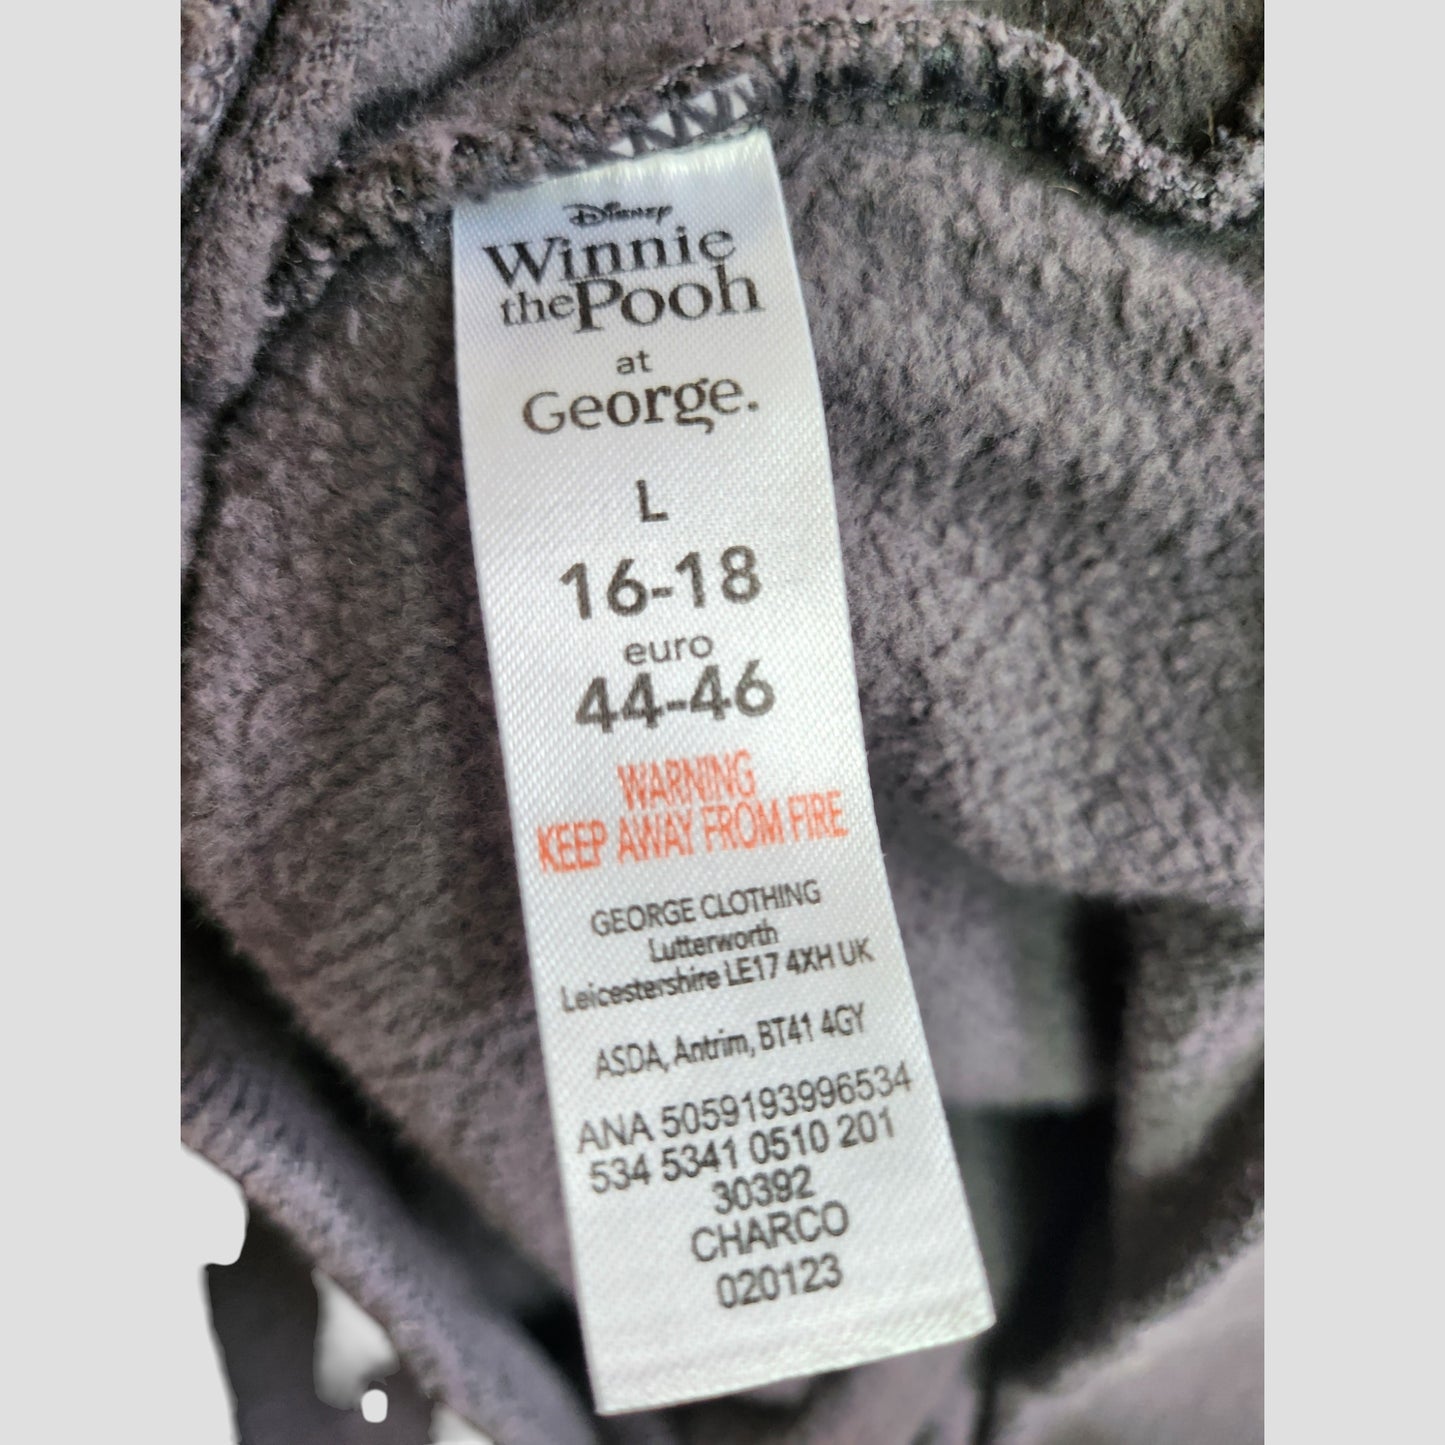 Disney
Winnie
the Pooh
at
George.
L
16-18
euro
44-46
WARNING
KEEP AWAY FROM FIRE
GEORGE CLOTHING
Lutterworth
Leicestershire LE17 4XH UK
ASDA, Antrim, BT41 4GY
ANA 5059193996534
534 5341 0510 201
30392
CHARCO
020123